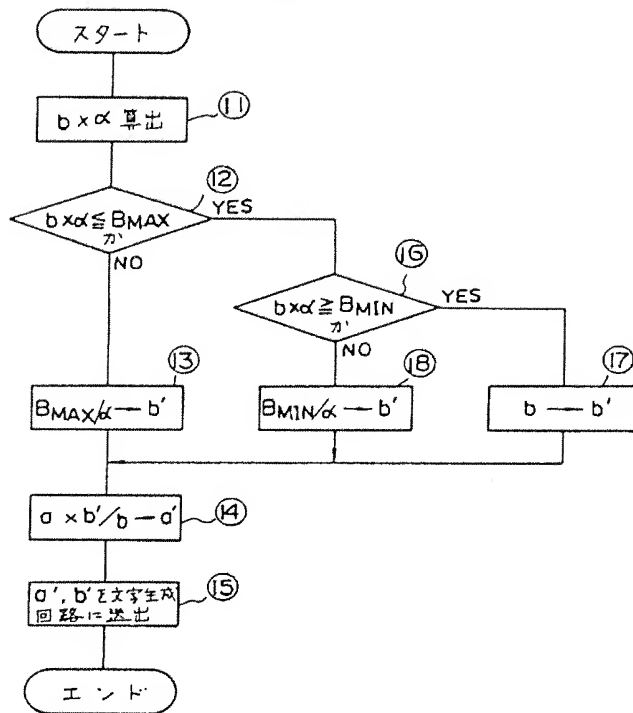 スタート
⑪
b×α 算出
⑫
b×α≦BMAX
か
YES
NO
⑯
b×α≧BMIN
か
YES
NO
⑬
BMAX/α→b'
⑱
BMIN/α→b'
⑰
b→b'
a×b'/b→a'
⑭
a', b'を文字生成
回路に送出
⑮
エンド